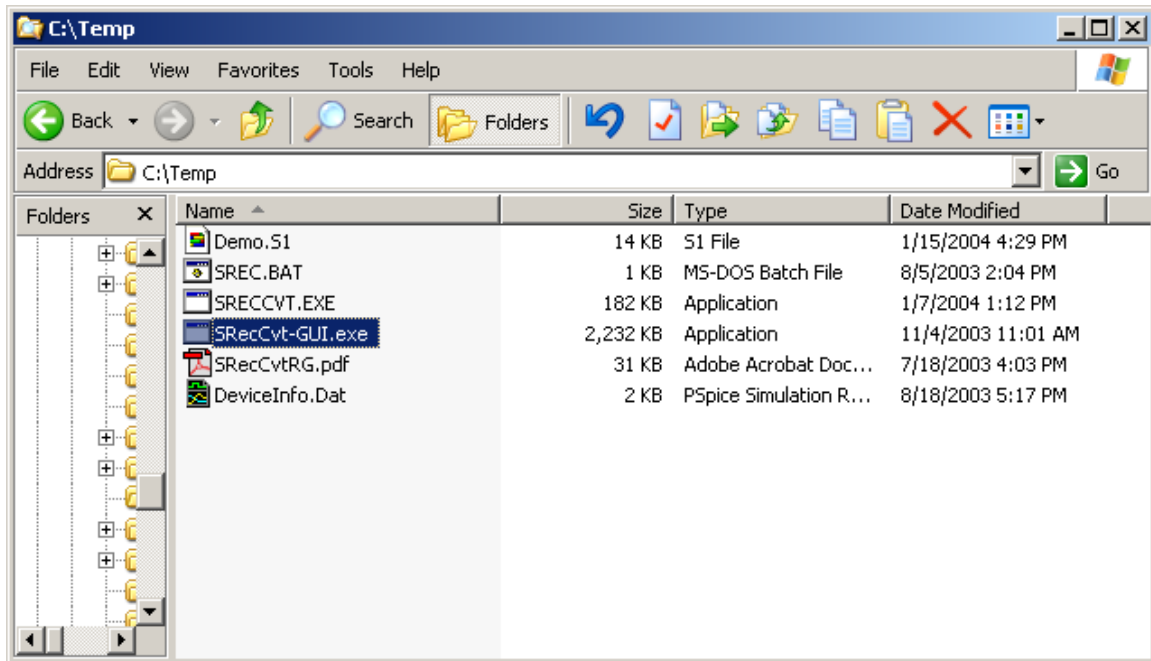 C:\Temp
File Edit View Favorites Tools Help
Back Search Folders
Address C:\Temp Go
Folders Name Size Type Date Modified
Demo.S1 14 KB S1 File 1/15/2004 4:29 PM
SREC.BAT 1 KB MS-DOS Batch File 8/5/2003 2:04 PM
SRECCVT.EXE 182 KB Application 1/7/2004 1:12 PM
SRecCvt-GUI.exe 2,232 KB Application 11/4/2003 11:01 AM
SRecCvtRG.pdf 31 KB Adobe Acrobat Doc... 7/18/2003 4:03 PM
DeviceInfo.Dat 2 KB PSpice Simulation R... 8/18/2003 5:17 PM